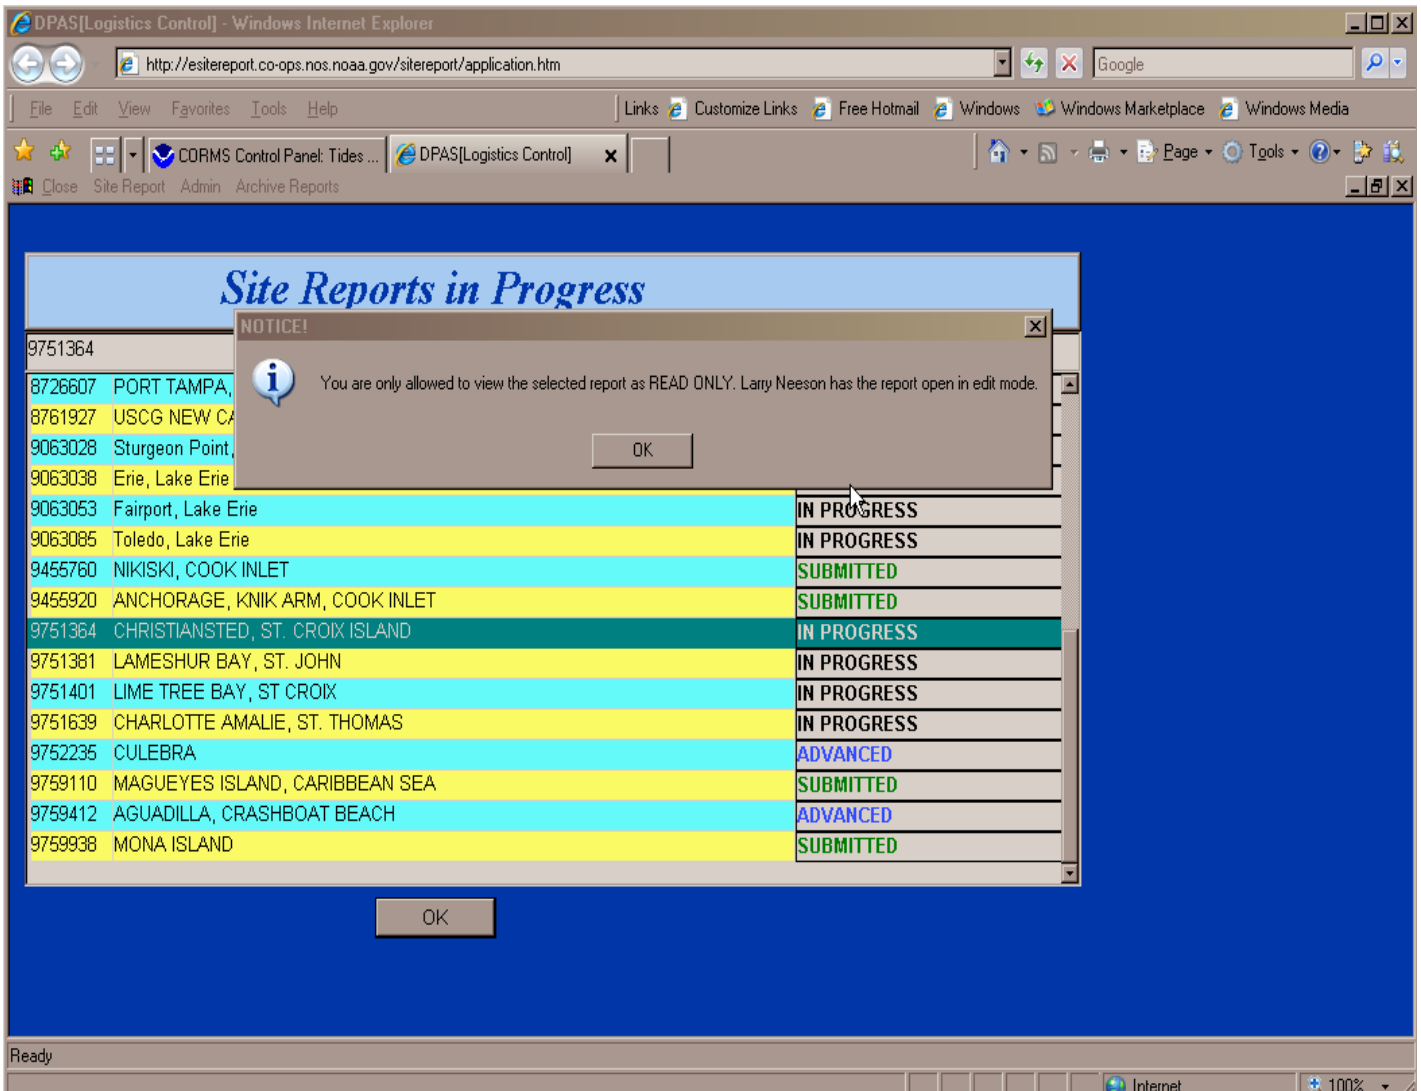 DPAS[Logistics Control] - Windows Internet Explorer
http://esitereport.co-ops.nos.noaa.gov/sitereport/application.htm
Google
File Edit View Favorites Tools Help
Links Customize Links Free Hotmail Windows Windows Marketplace Windows Media
CORMS Control Panel: Tides ... DPAS[Logistics Control]
Page Tools
Close Site Report Admin Archive Reports
Site Reports in Progress
NOTICE!
9751364
You are only allowed to view the selected report as READ ONLY. Larry Neeson has the report open in edit mode.
OK
8726607 PORT TAMPA,
8761927 USCG NEW CA
9063028 Sturgeon Point,
9063038 Erie, Lake Erie
9063053 Fairport, Lake Erie IN PROGRESS
9063085 Toledo, Lake Erie IN PROGRESS
9455760 NIKISKI, COOK INLET SUBMITTED
9455920 ANCHORAGE, KNIK ARM, COOK INLET SUBMITTED
9751364 CHRISTIANSTED, ST. CROIX ISLAND IN PROGRESS
9751381 LAMESHUR BAY, ST. JOHN IN PROGRESS
9751401 LIME TREE BAY, ST CROIX IN PROGRESS
9751639 CHARLOTTE AMALIE, ST. THOMAS IN PROGRESS
9752235 CULEBRA ADVANCED
9759110 MAGUEYES ISLAND, CARIBBEAN SEA SUBMITTED
9759412 AGUADILLA, CRASHBOAT BEACH ADVANCED
9759938 MONA ISLAND SUBMITTED
OK
Ready
Internet 100%